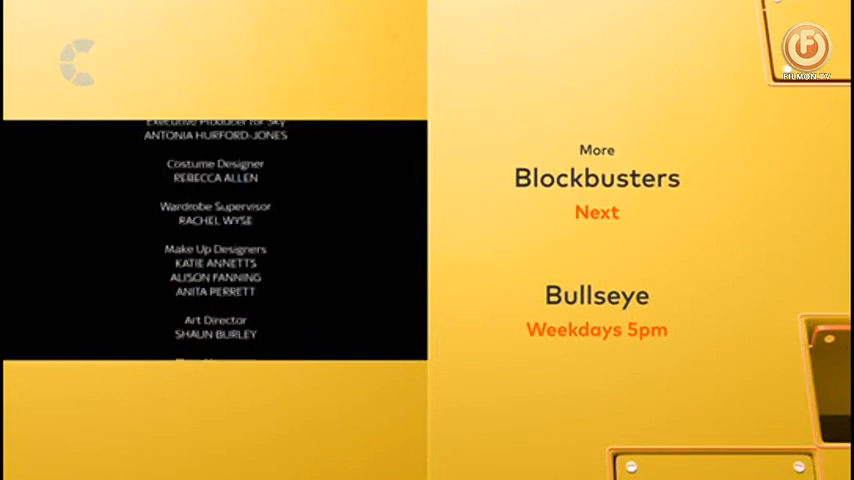 FILMON TV
Executive Producer for Sky
ANTONIA HURFORD-JONES
Costume Designer
REBECCA ALLEN
Wardrobe Supervisor
RACHEL WYSE
Make Up Designers
KATIE ANNETTS
ALISON FANNING
ANITA PERRETT
Art Director
SHAUN BURLEY
More
Blockbusters
Next
Bullseye
Weekdays 5pm